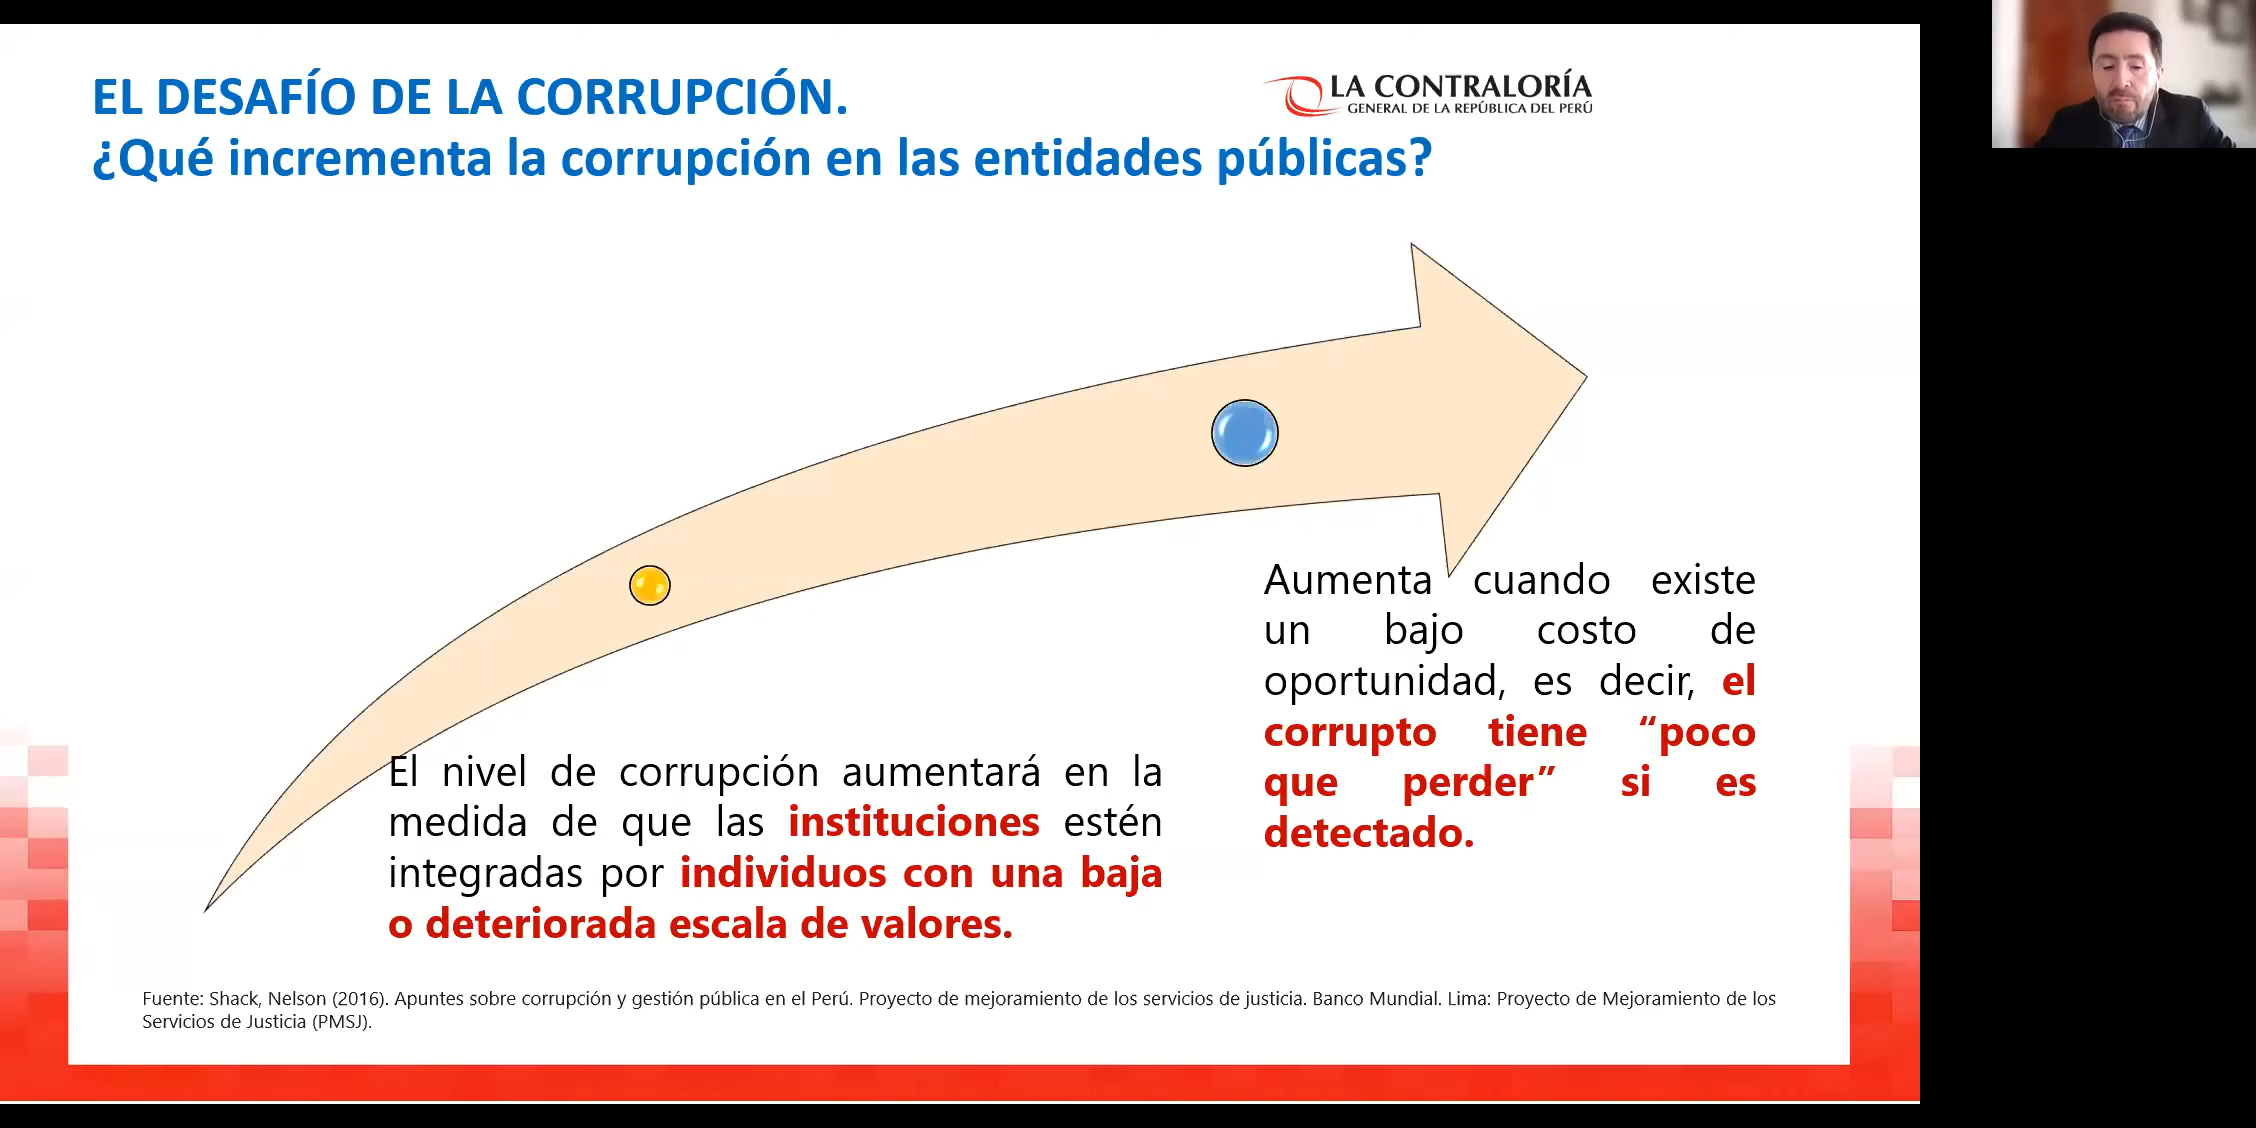 EL DESAFÍO DE LA CORRUPCIÓN.
¿Qué incrementa la corrupción en las entidades públicas?
LA CONTRALORÍA
GENERAL DE LA REPÚBLICA DEL PERÚ
El nivel de corrupción aumentará en la
medida de que las instituciones estén
integradas por individuos con una baja
o deteriorada escala de valores.
Aumenta cuando existe
un bajo costo de
oportunidad, es decir, el
corrupto tiene “poco
que perder” si es
detectado.
Fuente: Shack, Nelson (2016). Apuntes sobre corrupción y gestión pública en el Perú. Proyecto de mejoramiento de los servicios de justicia. Banco Mundial. Lima: Proyecto de Mejoramiento de los
Servicios de Justicia (PMSJ).